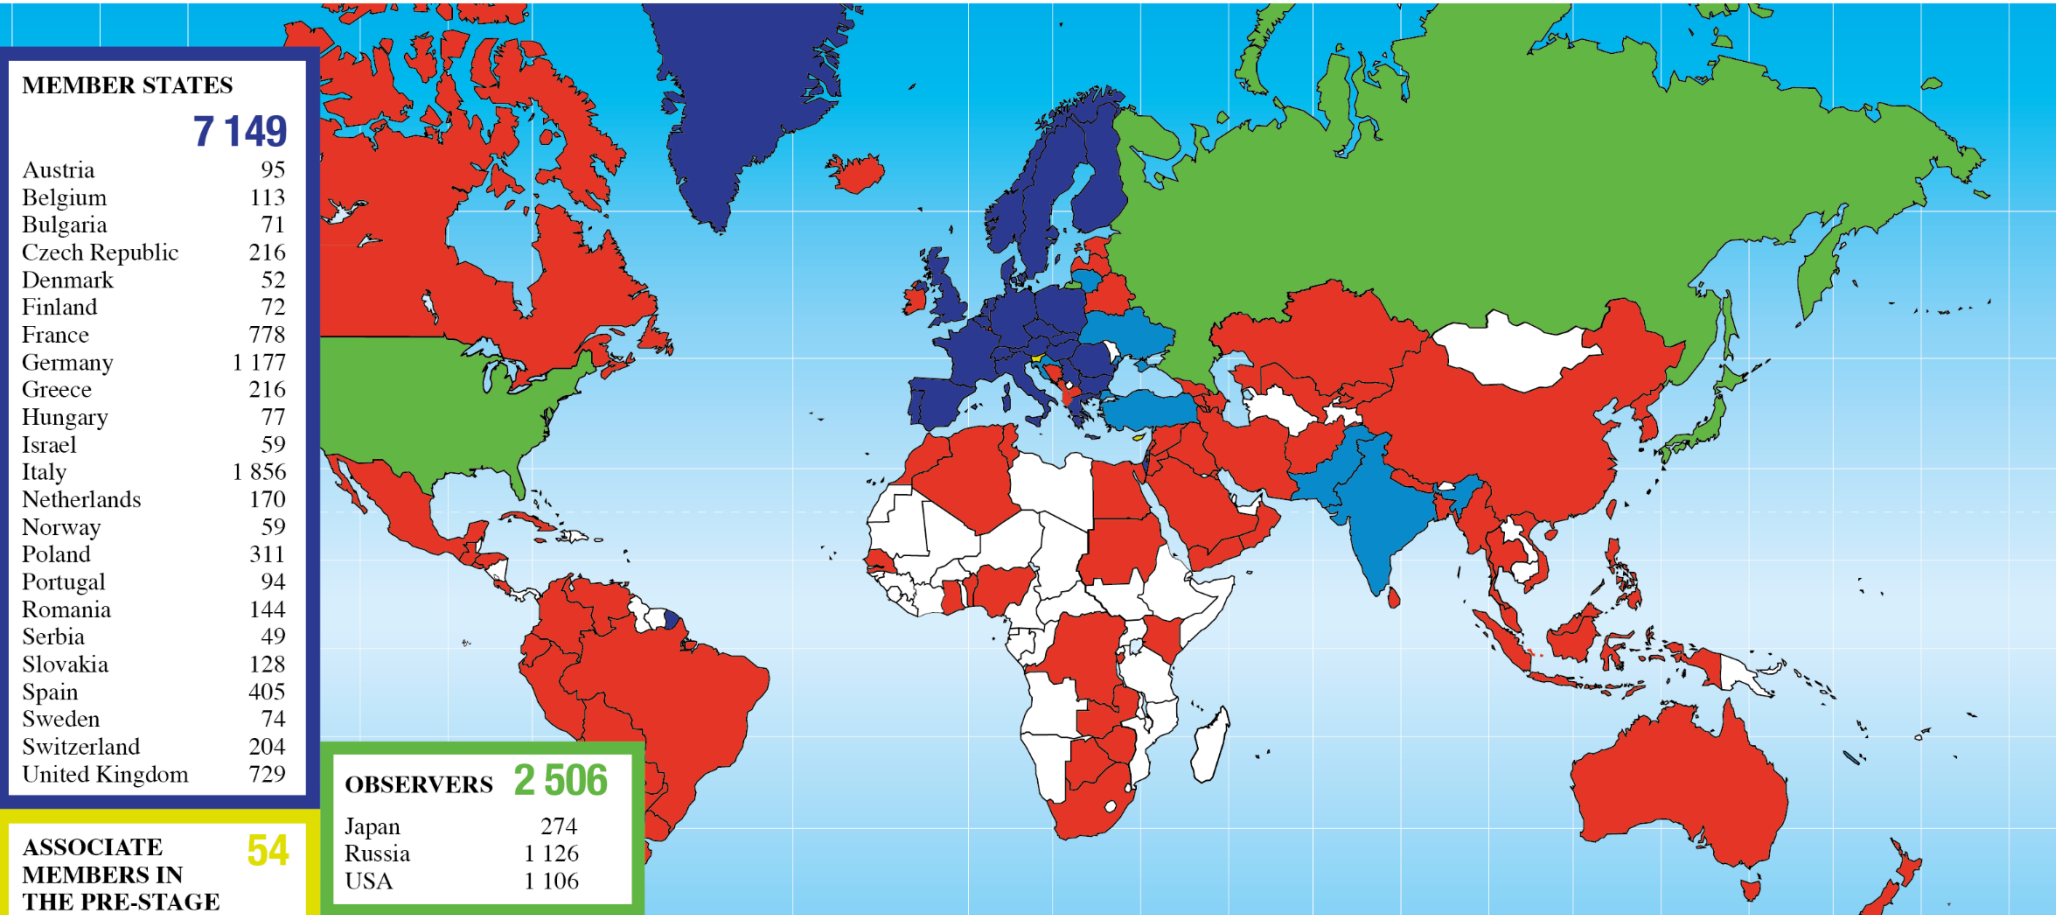 MEMBER STATES
7 149
Austria 95
Belgium 113
Bulgaria 71
Czech Republic 216
Denmark 52
Finland 72
France 778
Germany 1 177
Greece 216
Hungary 77
Israel 59
Italy 1 856
Netherlands 170
Norway 59
Poland 311
Portugal 94
Romania 144
Serbia 49
Slovakia 128
Spain 405
Sweden 74
Switzerland 204
United Kingdom 729
ASSOCIATE 54
MEMBERS IN
THE PRE-STAGE
OBSERVERS 2 506
Japan 274
Russia 1 126
USA 1 106